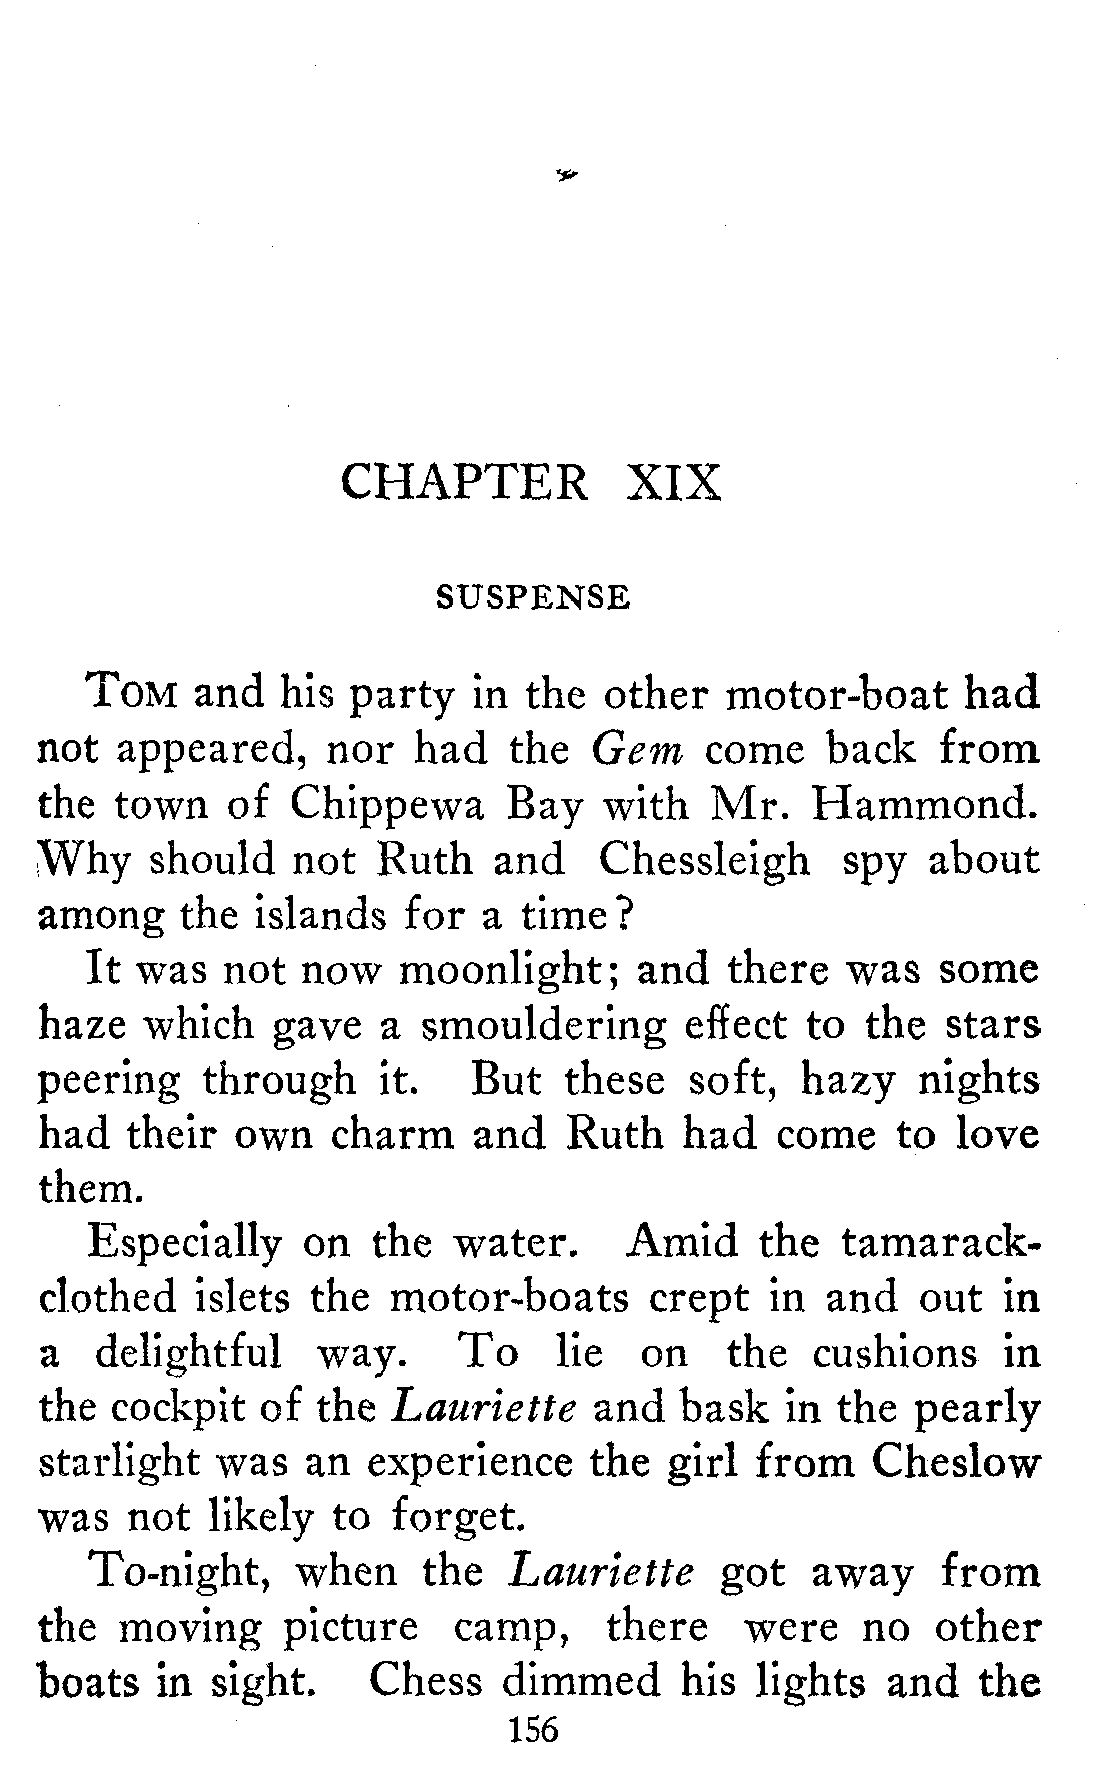 CHAPTER XIX
SUSPENSE
TOM and his party in the other motor-boat had
not appeared, nor had the Gem come back from
the town of Chippewa Bay with Mr. Hammond.
Why should not Ruth and Chessleigh spy about
among the islands for a time?
It was not now moonlight; and there was some
haze which gave a smouldering effect to the stars
peering through it. But these soft, hazy nights
had their own charm and Ruth had come to love
them.
Especially on the water. Amid the tamarack-
clothed islets the motor-boats crept in and out in
a delightful way. To lie on the cushions in
the cockpit of the Lauriette and bask in the pearly
starlight was an experience the girl from Cheslow
was not likely to forget.
To-night, when the Lauriette got away from
the moving picture camp, there were no other
boats in sight. Chess dimmed his lights and the
156